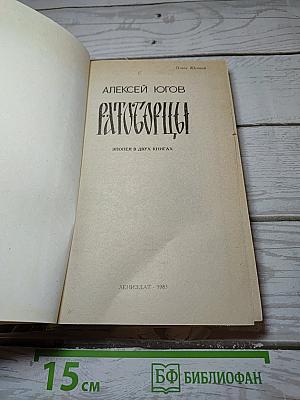 АЛЕКСЕЙ ЮГОВ
РАТОБОРЦЫ
ЭПОПЕЯ В ДВУХ КНИГАХ
ЛЕНИЗДАТ · 1983
15 см
БФ БИБЛИОФАН